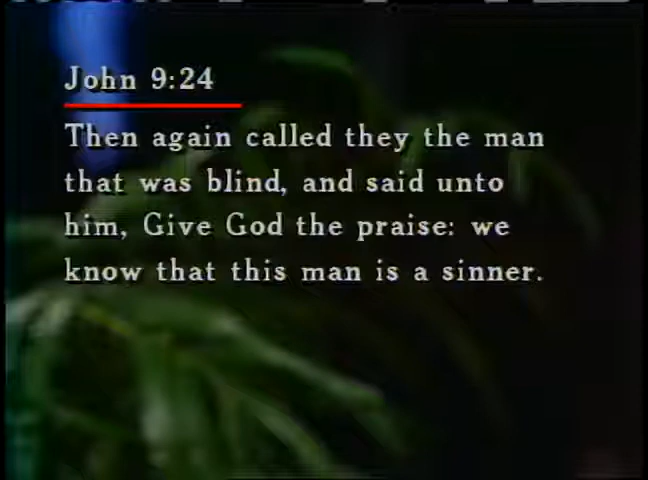 John 9:24
Then again called they the man
that was blind, and said unto
him, Give God the praise: we
know that this man is a sinner.